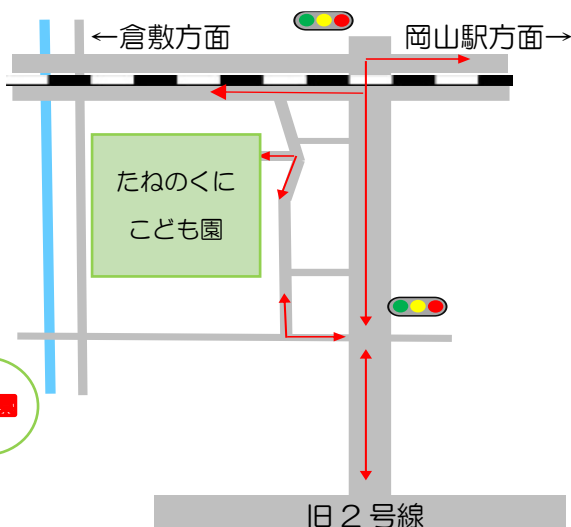 ←倉敷方面
岡山駅方面→
たねのくに
こども園
旧２号線